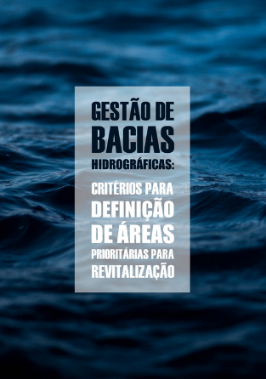 GESTÃO DE
BACIAS
HIDROGRÁFICAS:
CRITÉRIOS PARA
DEFINIÇÃO
DE ÁREAS
PRIORITÁRIAS PARA
REVITALIZAÇÃO